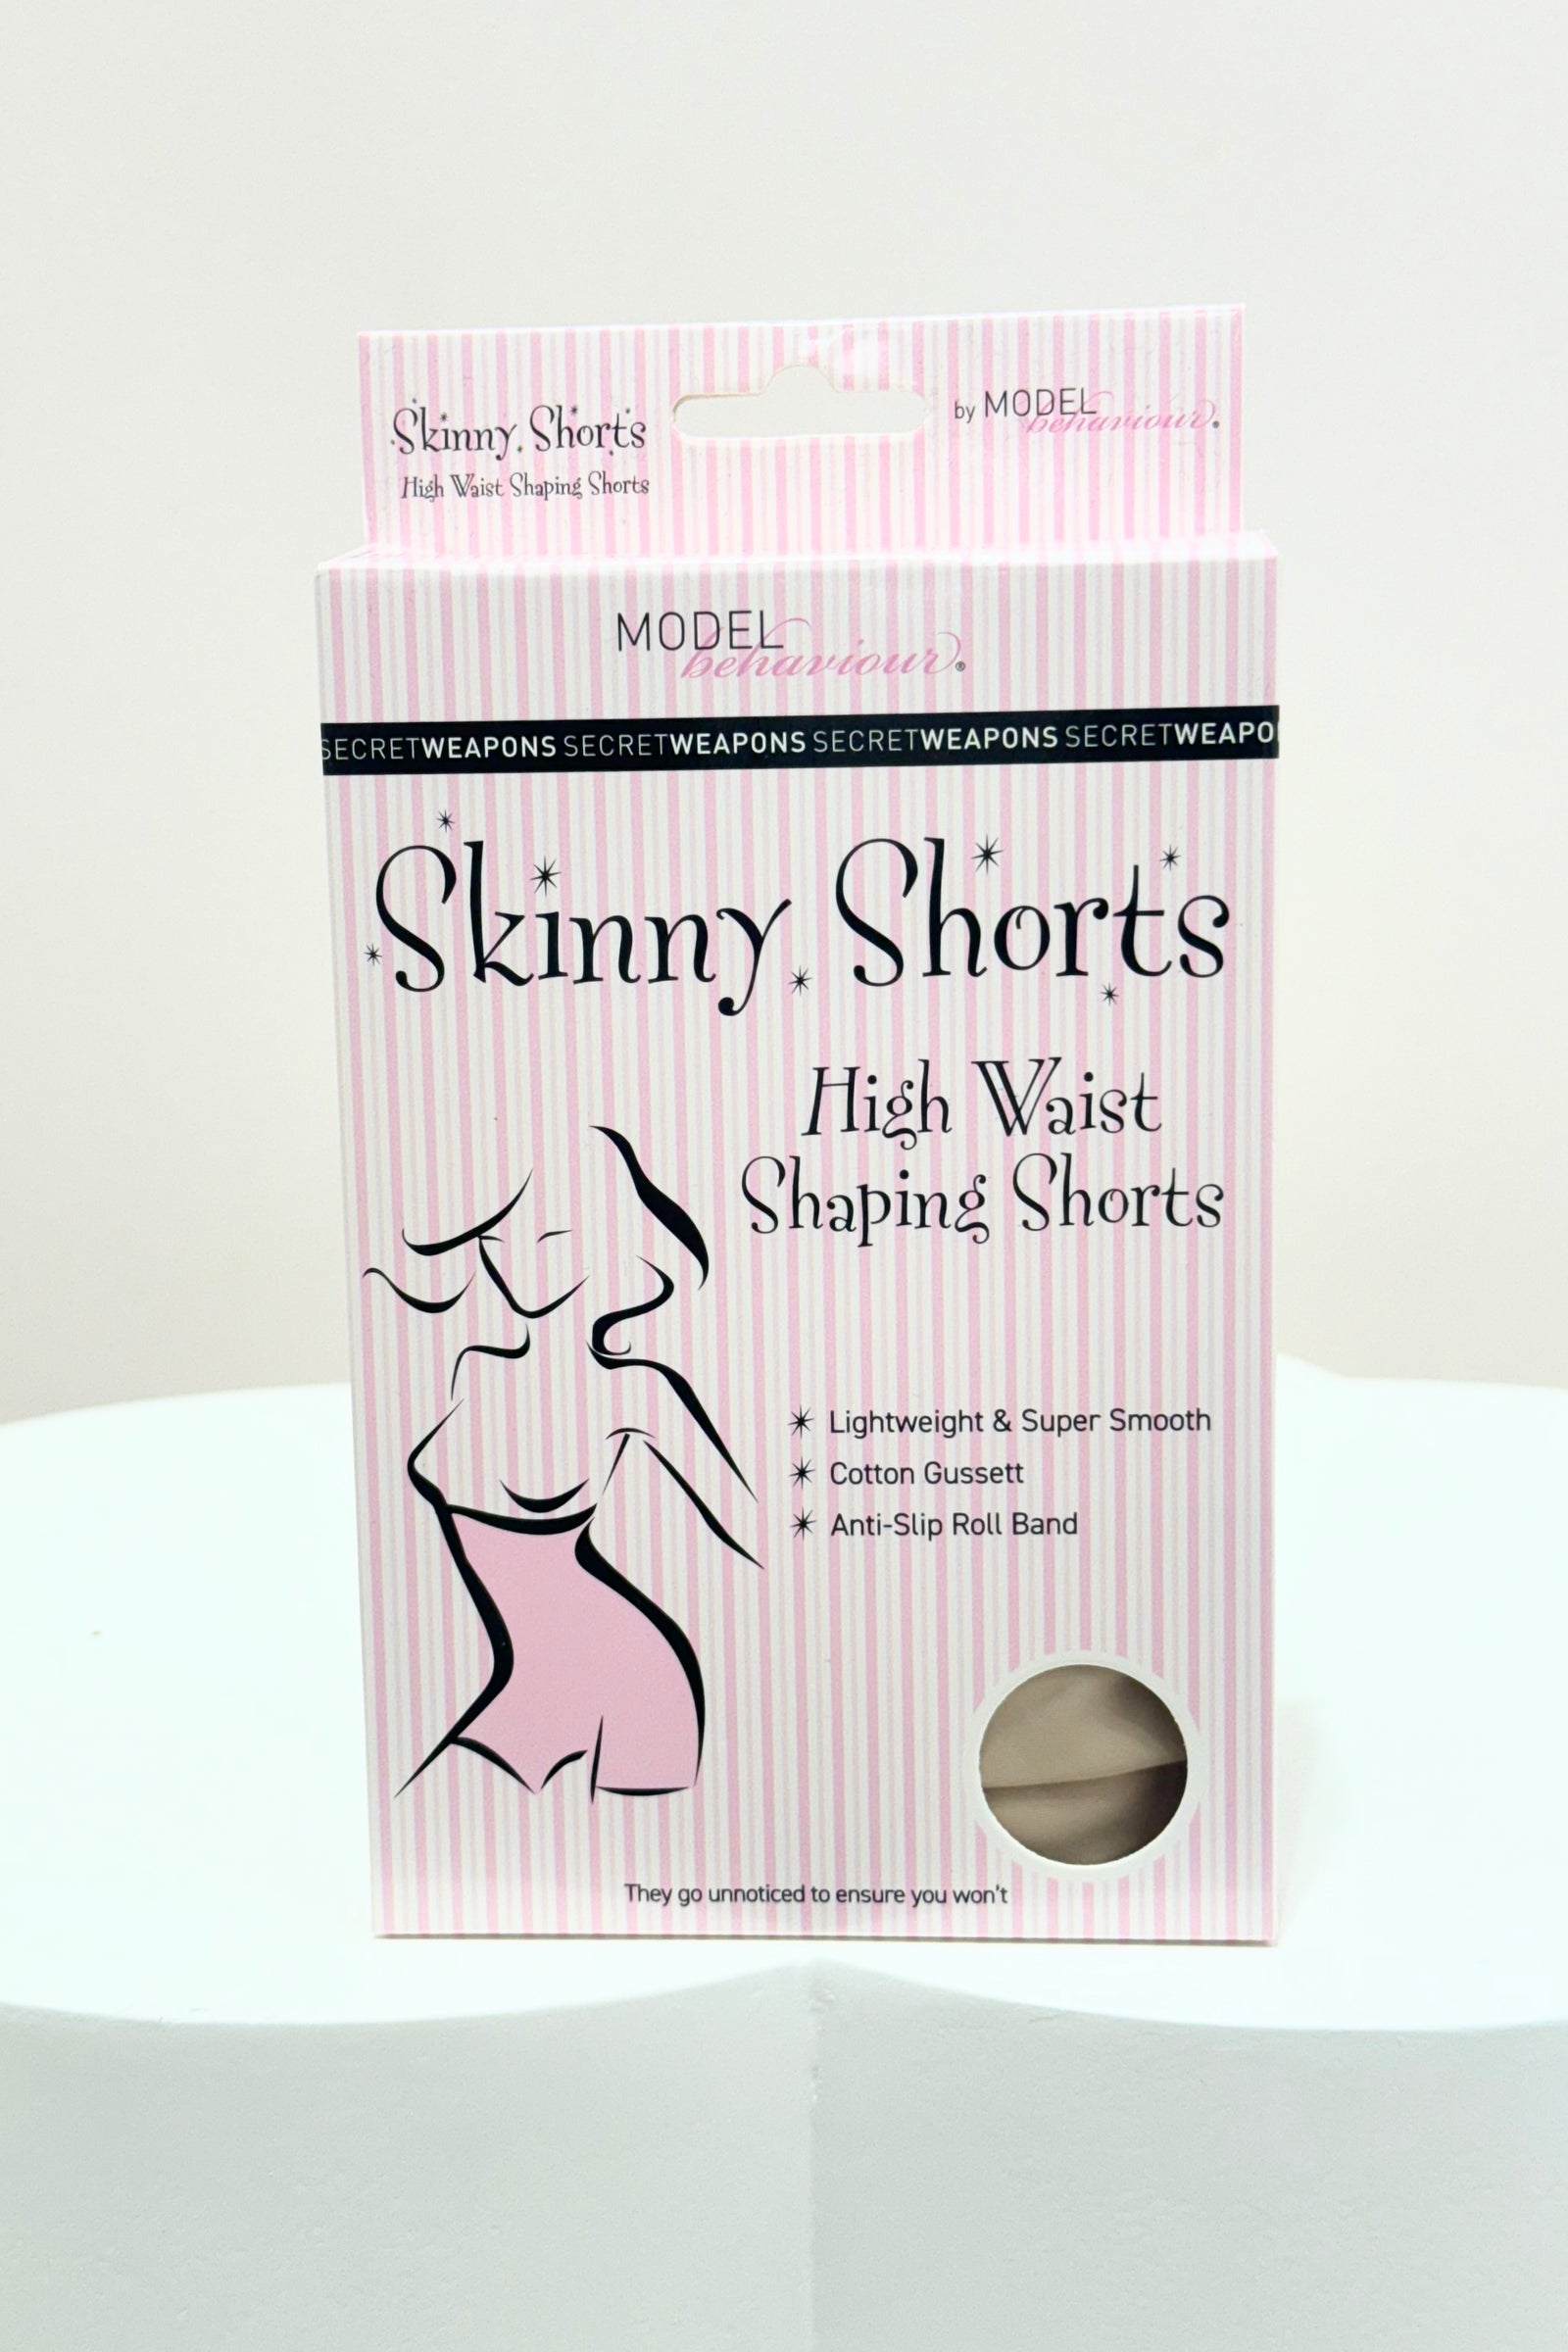 Skinny Shorts
High Waist Shaping Shorts
by MODEL
behaviour®
MODEL
behaviour®
SECRETWEAPONS SECRETWEAPONS SECRETWEAPONS SECRETWEAPO
Skinny Shorts
High Waist
Shaping Shorts
Lightweight & Super Smooth
Cotton Gussett
Anti-Slip Roll Band
They go unnoticed to ensure you won't